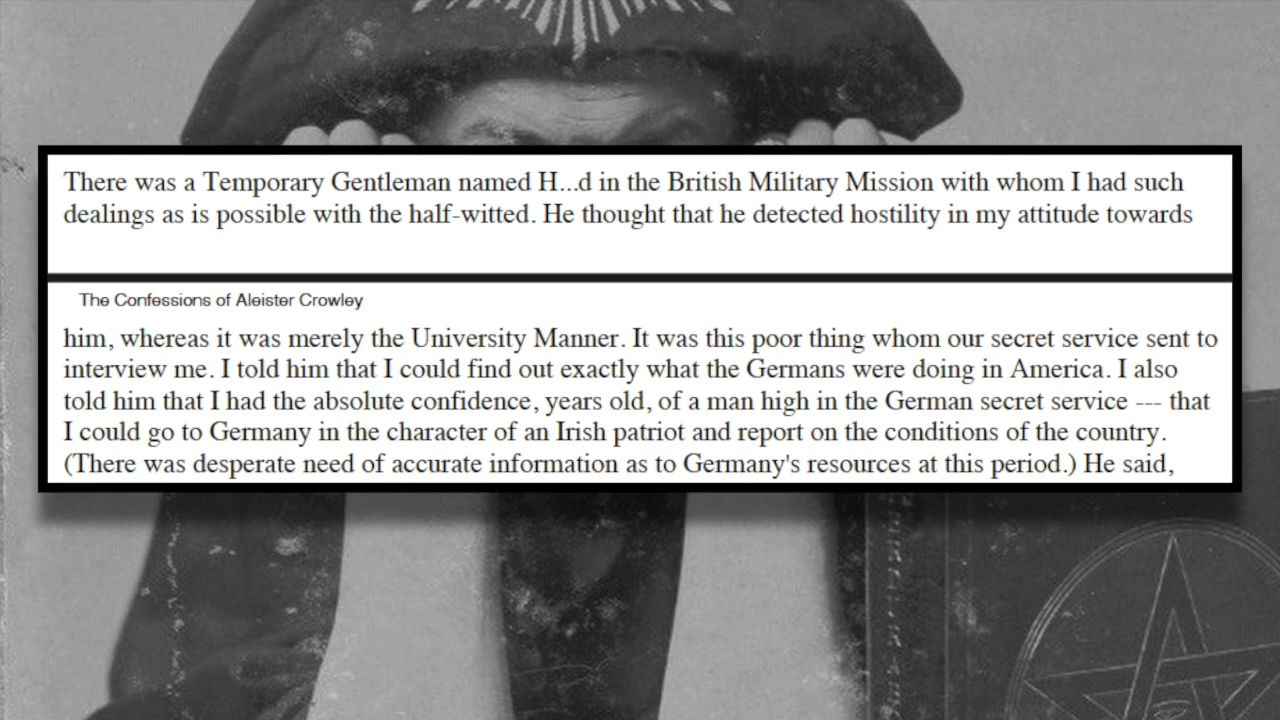 There was a Temporary Gentleman named H...d in the British Military Mission with whom I had such
dealings as is possible with the half-witted. He thought that he detected hostility in my attitude towards
The Confessions of Aleister Crowley
him, whereas it was merely the University Manner. It was this poor thing whom our secret service sent to
interview me. I told him that I could find out exactly what the Germans were doing in America. I also
told him that I had the absolute confidence, years old, of a man high in the German secret service --- that
I could go to Germany in the character of an Irish patriot and report on the conditions of the country.
(There was desperate need of accurate information as to Germany's resources at this period.) He said,